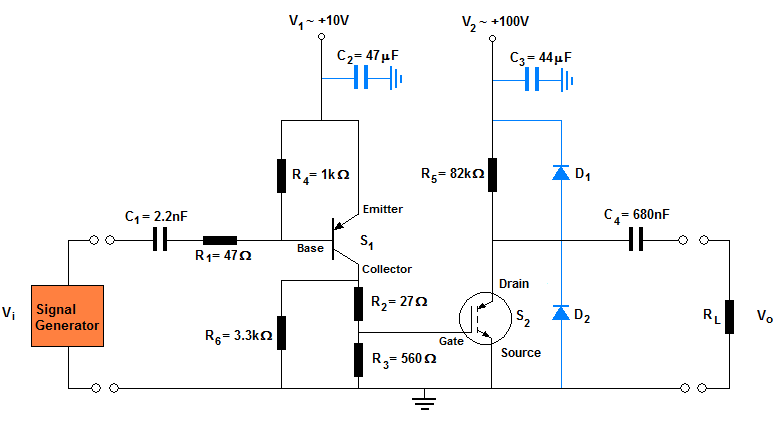 V1 ~ +10V
V2 ~ +100V
C2= 47μF
C3= 44μF
R4= 1kΩ
R5= 82kΩ
D1
C1= 2.2nF
Emitter
C4= 680nF
R1= 47Ω
Base
S1
Collector
Drain
Vi
Signal
Generator
R2= 27Ω
S2
D2
RL
Vo
R6= 3.3kΩ
Gate
Source
R3= 560Ω